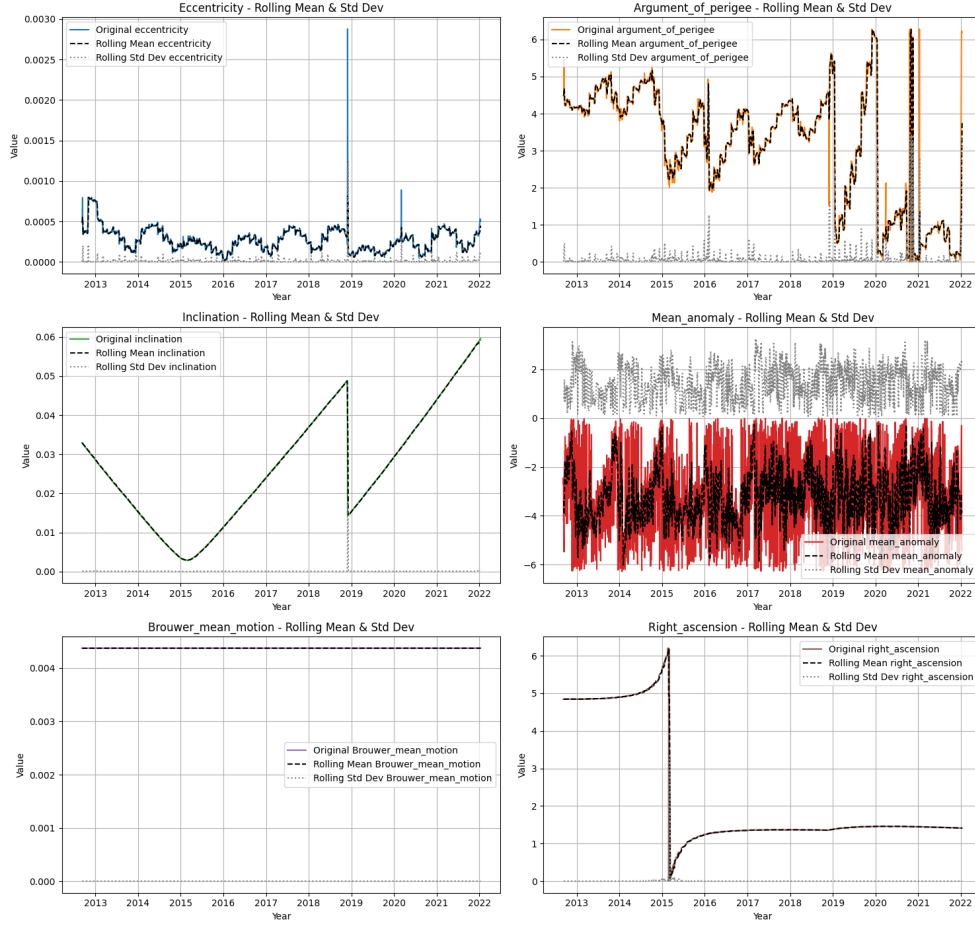 Eccentricity - Rolling Mean & Std Dev
0.0030
0.0025
0.0020
0.0015
0.0010
0.0005
0.0000
Value
Original eccentricity
Rolling Mean eccentricity
Rolling Std Dev eccentricity
2013 2014 2015 2016 2017 2018 2019 2020 2021 2022
Year
Argument_of_perigee - Rolling Mean & Std Dev
6
5
4
3
2
1
0
Value
Original argument_of_perigee
Rolling Mean argument_of_perigee
Rolling Std Dev argument_of_perigee
2013 2014 2015 2016 2017 2018 2019 2020 2021 2022
Year
Inclination - Rolling Mean & Std Dev
0.06
0.05
0.04
0.03
0.02
0.01
0.00
Value
Original inclination
Rolling Mean inclination
Rolling Std Dev inclination
2013 2014 2015 2016 2017 2018 2019 2020 2021 2022
Year
Mean_anomaly - Rolling Mean & Std Dev
2
0
−2
−4
−6
Value
Original mean_anomaly
Rolling Mean mean_anomaly
Rolling Std Dev mean_anomaly
2013 2014 2015 2016 2017 2018 2019 2020 2021 2022
Year
Brouwer_mean_motion - Rolling Mean & Std Dev
0.004
0.003
0.002
0.001
0.000
Value
Original Brouwer_mean_motion
Rolling Mean Brouwer_mean_motion
Rolling Std Dev Brouwer_mean_motion
2013 2014 2015 2016 2017 2018 2019 2020 2021 2022
Year
Right_ascension - Rolling Mean & Std Dev
6
5
4
3
2
1
0
Value
Original right_ascension
Rolling Mean right_ascension
Rolling Std Dev right_ascension
2013 2014 2015 2016 2017 2018 2019 2020 2021 2022
Year